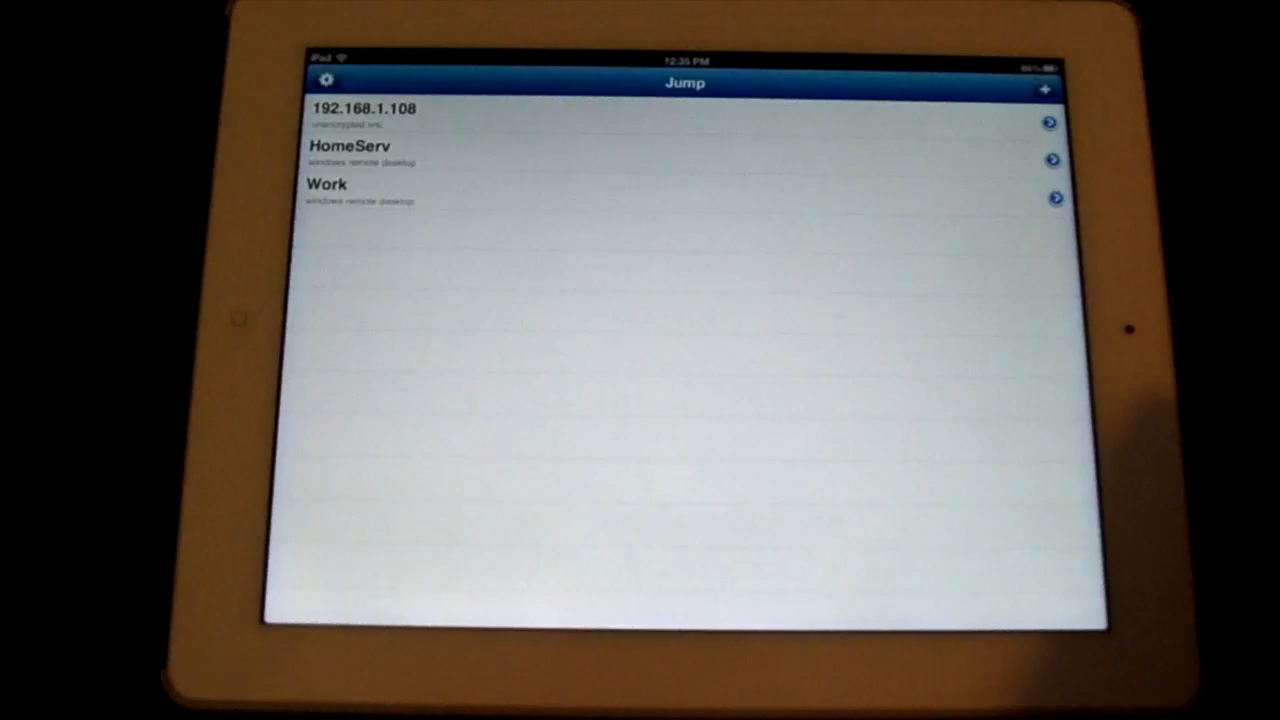 iPad
12:35 PM
Jump
192.168.1.108
unencrypted vnc
HomeServ
windows remote desktop
Work
windows remote desktop